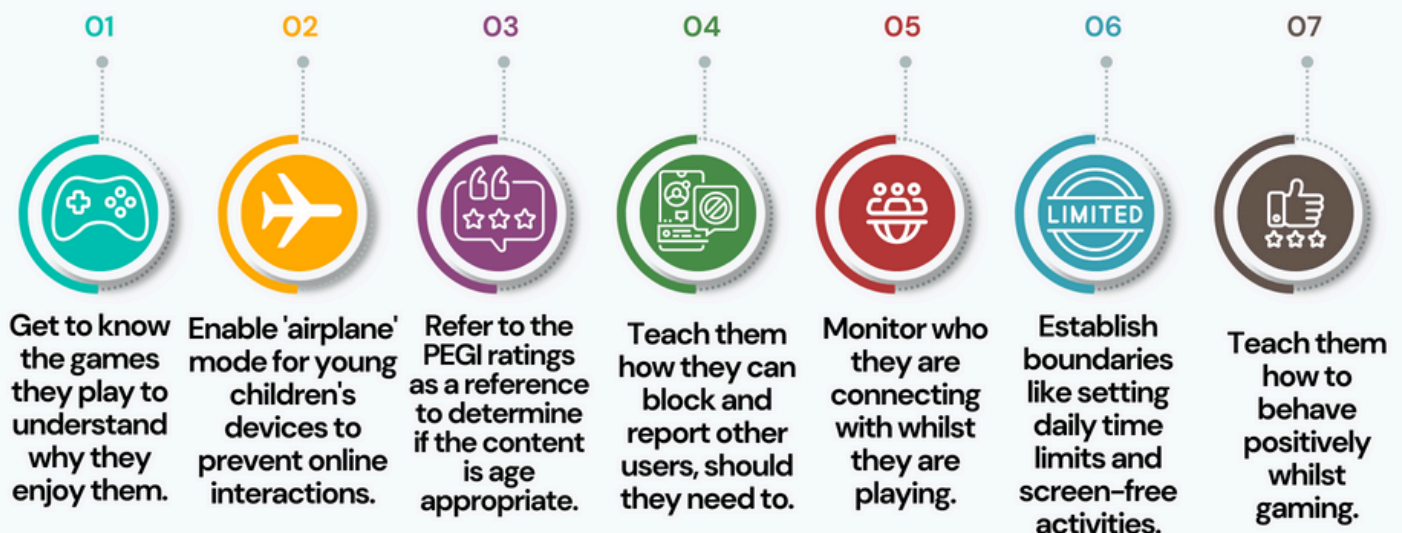 01
Get to know
the games
they play to
understand
why they
enjoy them.
02
Enable 'airplane'
mode for young
children's
devices to
prevent online
interactions.
03
Refer to the
PEGI ratings
as a reference
to determine
if the content
is age
appropriate.
04
Teach them
how they can
block and
report other
users, should
they need to.
05
Monitor who
they are
connecting
with whilst
they are
playing.
06
LIMITED
Establish
boundaries
like setting
daily time
limits and
screen-free
activities.
07
Teach them
how to
behave
positively
whilst
gaming.